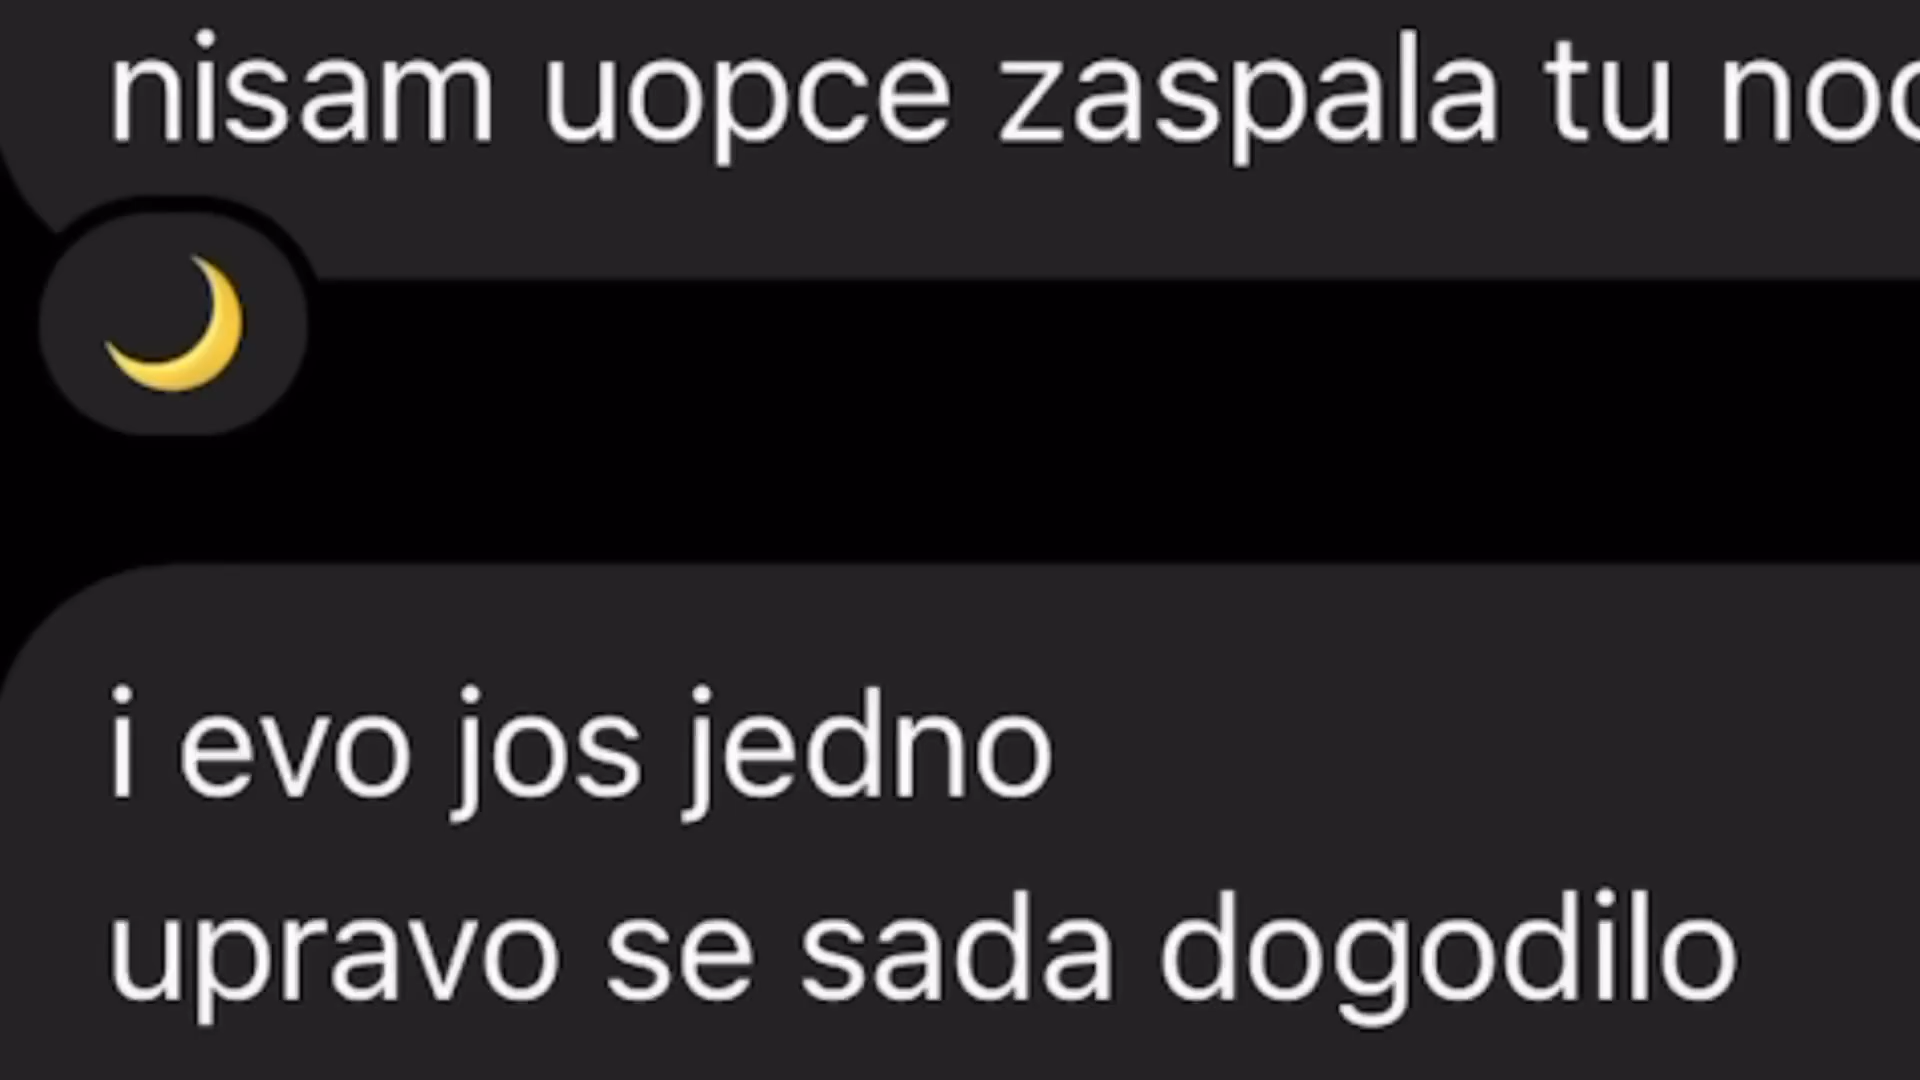 nisam uopce zaspala tu
i evo jos jedno
upravo se sada dogodilo